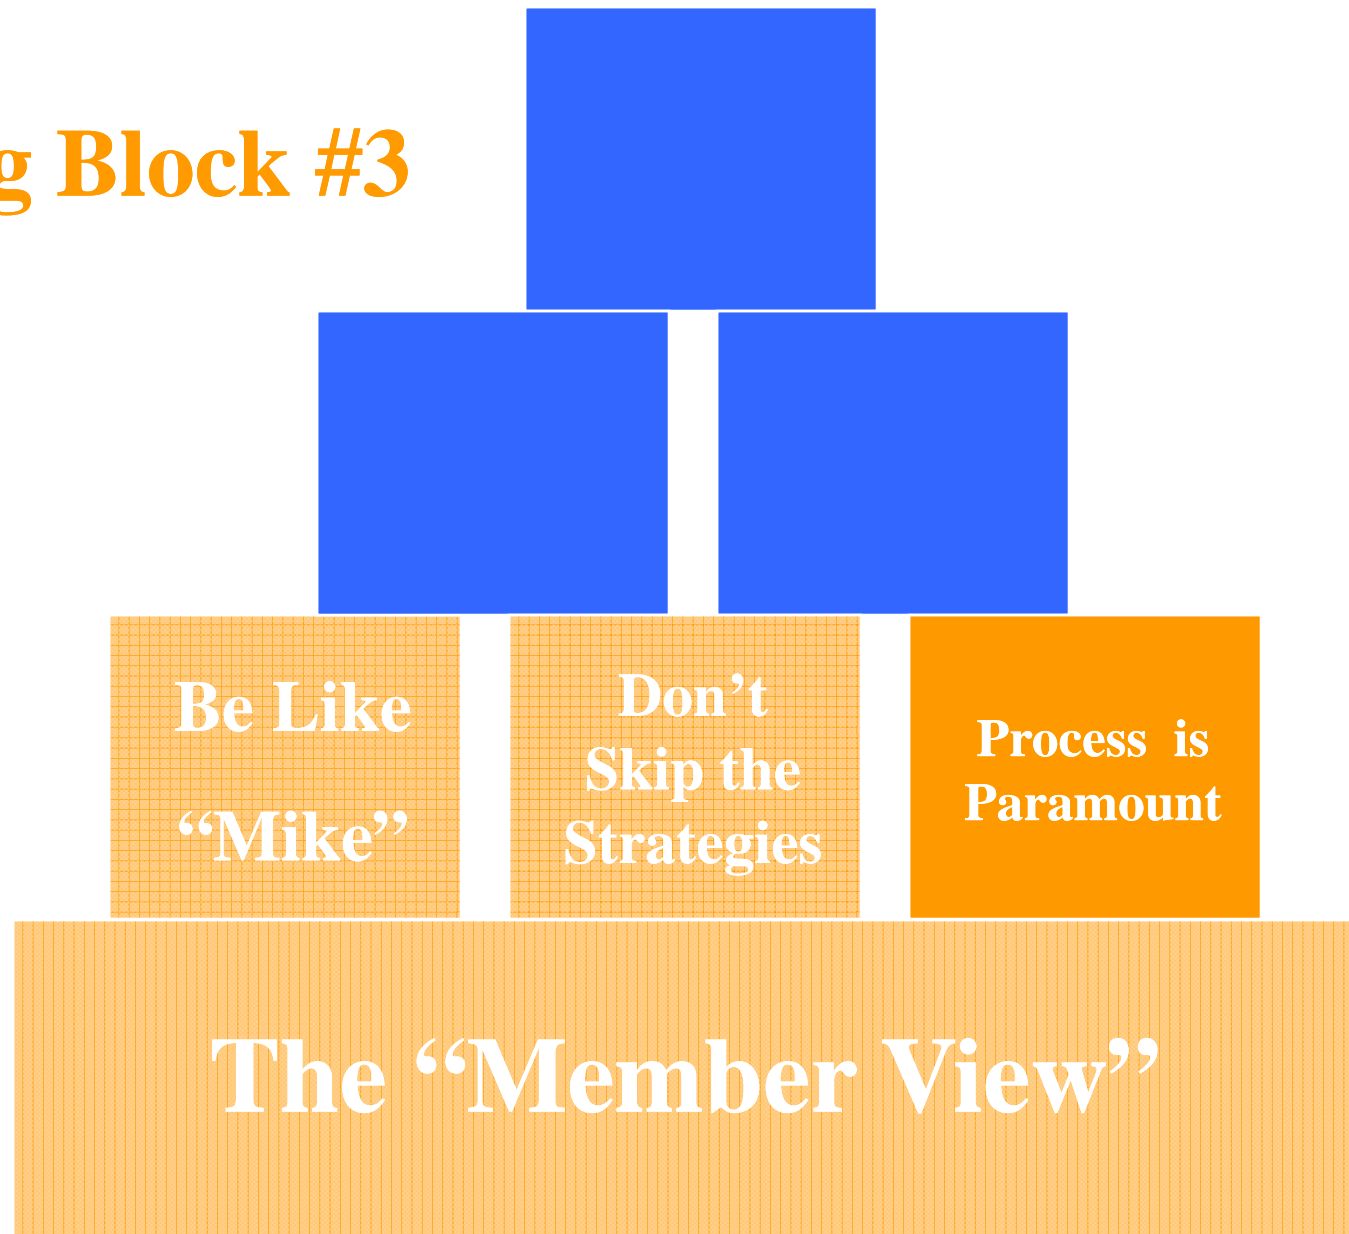 g Block #3
Be Like
“Mike”
Don’t
Skip the
Strategies
Process is
Paramount
The “Member View”